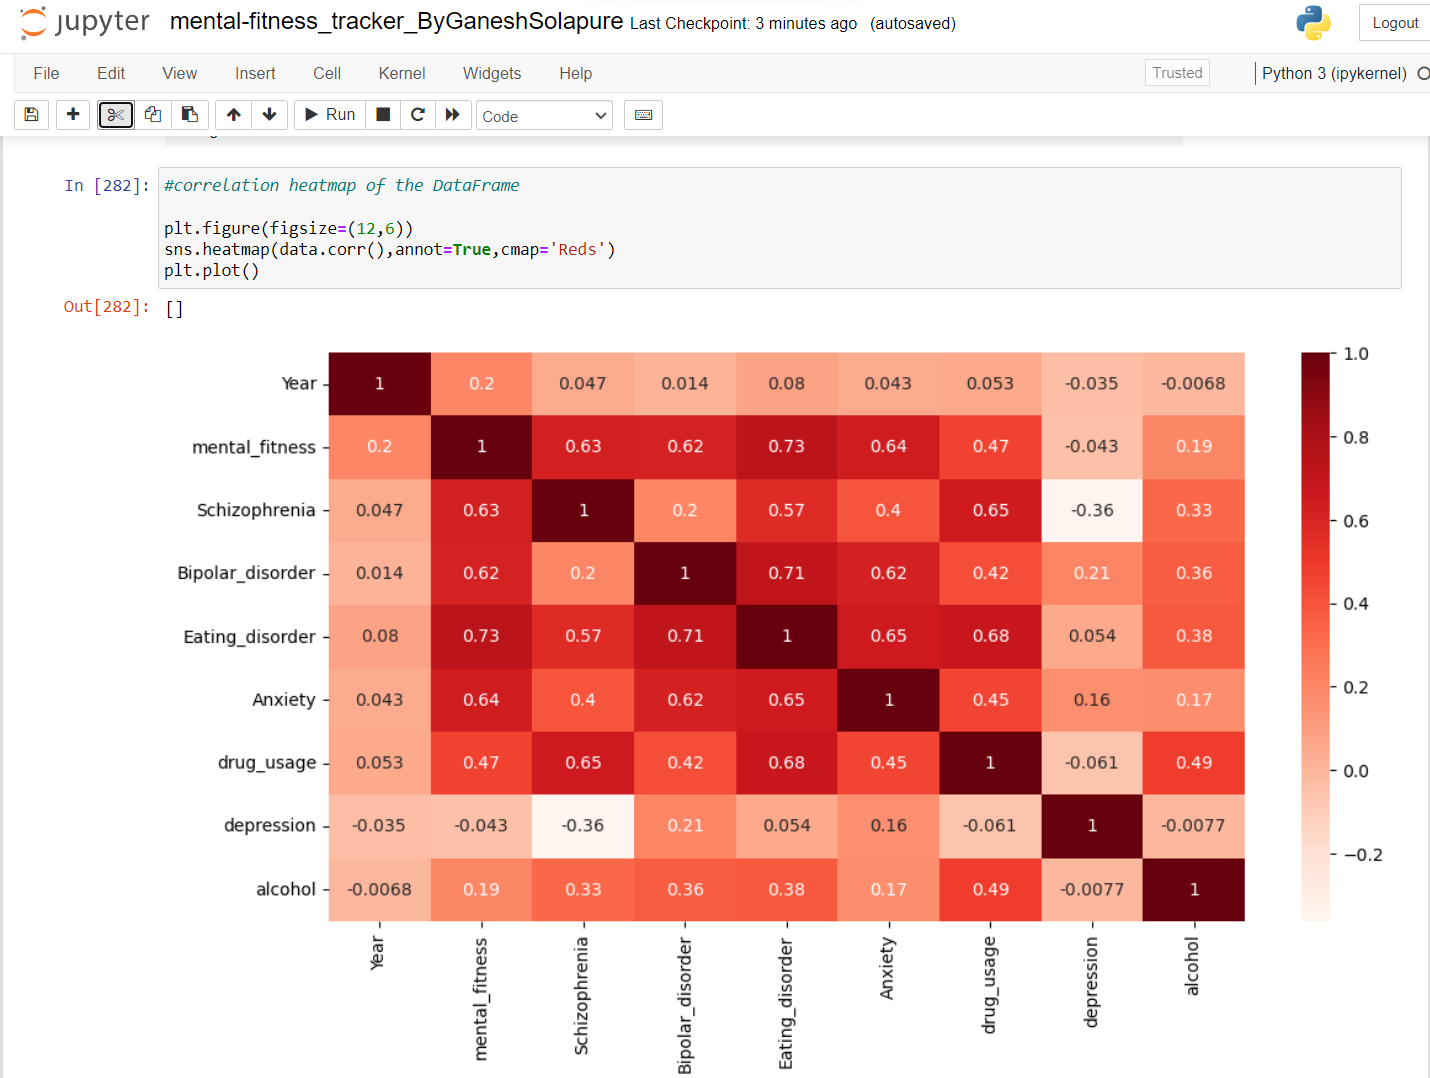 jupyter mental-fitness_tracker_ByGaneshSolapure Last Checkpoint: 3 minutes ago (autosaved) Logout
File Edit View Insert Cell Kernel Widgets Help Trusted Python 3 (ipykernel)
Run Code
In [282]: #correlation heatmap of the DataFrame
plt.figure(figsize=(12,6))
sns.heatmap(data.corr(),annot=True,cmap='Reds')
plt.plot()
Out[282]: []
Year 1 0.2 0.047 0.014 0.08 0.043 0.053 -0.035 -0.0068
mental_fitness 0.2 1 0.63 0.62 0.73 0.64 0.47 -0.043 0.19
Schizophrenia 0.047 0.63 1 0.2 0.57 0.4 0.65 -0.36 0.33
Bipolar_disorder 0.014 0.62 0.2 1 0.71 0.62 0.42 0.21 0.36
Eating_disorder 0.08 0.73 0.57 0.71 1 0.65 0.68 0.054 0.38
Anxiety 0.043 0.64 0.4 0.62 0.65 1 0.45 0.16 0.17
drug_usage 0.053 0.47 0.65 0.42 0.68 0.45 1 -0.061 0.49
depression -0.035 -0.043 -0.36 0.21 0.054 0.16 -0.061 1 -0.0077
alcohol -0.0068 0.19 0.33 0.36 0.38 0.17 0.49 -0.0077 1
Year mental_fitness Schizophrenia Bipolar_disorder Eating_disorder Anxiety drug_usage depression alcohol
1.0
0.8
0.6
0.4
0.2
0.0
−0.2